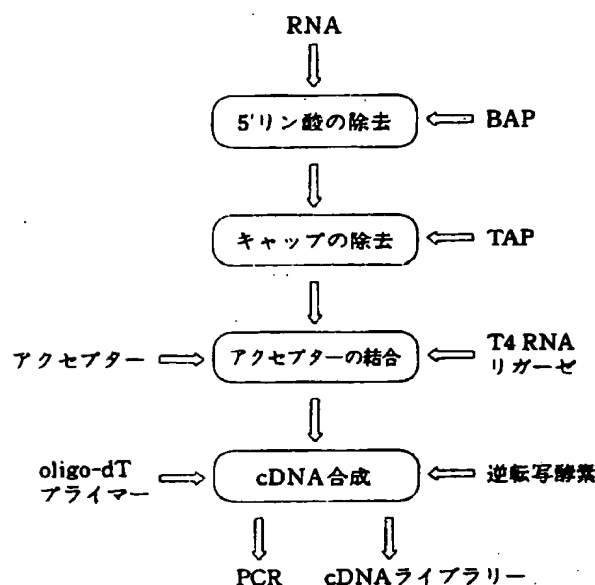 RNA
5'リン酸の除去
BAP
キャップの除去
TAP
アクセプター
アクセプターの結合
T4 RNA
リガーゼ
oligo-dT
プライマー
cDNA合成
逆転写酵素
PCR
cDNAライブラリー